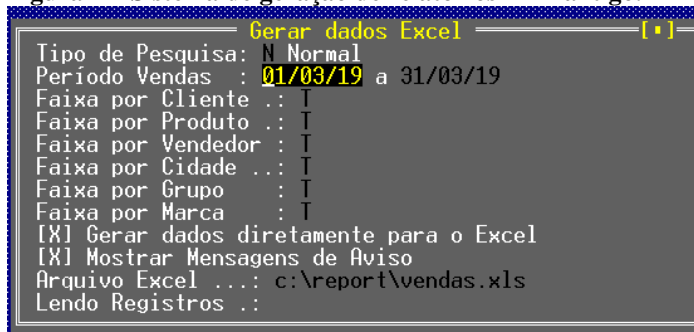 Gerar dados Excel [▪]
Tipo de Pesquisa: N Normal
Período Vendas : 01/03/19 a 31/03/19
Faixa por Cliente .: T
Faixa por Produto .: T
Faixa por Vendedor : T
Faixa por Cidade ..: T
Faixa por Grupo : T
Faixa por Marca : T
[X] Gerar dados diretamente para o Excel
[X] Mostrar Mensagens de Aviso
Arquivo Excel ...: c:\report\vendas.xls
Lendo Registros .: